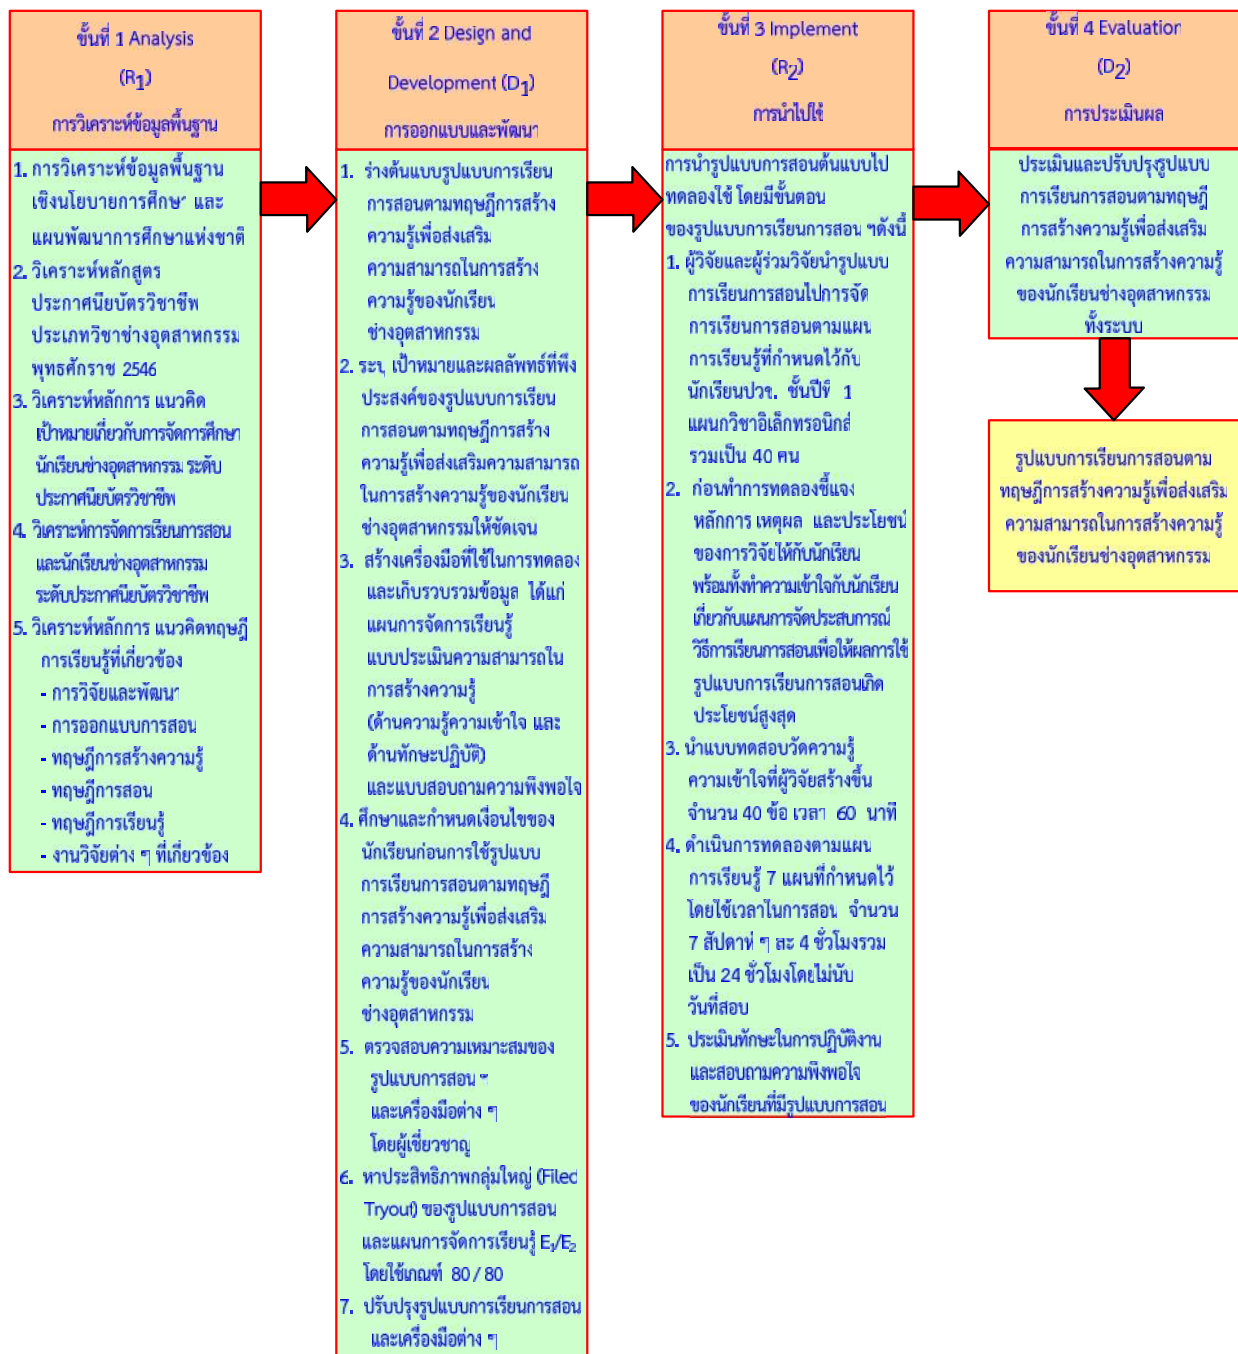 ขั้นที่ 1 Analysis
(R1)
การวิเคราะห์ข้อมูลพื้นฐาน
1. การวิเคราะห์ข้อมูลพื้นฐาน
เชิงนโยบายการศึกษา และ
แผนพัฒนาการศึกษาแห่งชาติ
2. วิเคราะห์หลักสูตร
ประกาศนียบัตรวิชาชีพ
ประเภทวิชาช่างอุตสาหกรรม
พุทธศักราช 2546
3. วิเคราะห์หลักการ แนวคิด
เป้าหมายเกี่ยวกับการจัดการศึกษา
นักเรียนช่างอุตสาหกรรม ระดับ
ประกาศนียบัตรวิชาชีพ
4. วิเคราะห์การจัดการเรียนการสอน
และนักเรียนช่างอุตสาหกรรม
ระดับประกาศนียบัตรวิชาชีพ
5. วิเคราะห์หลักการ แนวคิดทฤษฎี
การเรียนรู้ที่เกี่ยวข้อง
- การวิจัยและพัฒนา
- การออกแบบการสอน
- ทฤษฎีการสร้างความรู้
- ทฤษฎีการสอน
- ทฤษฎีการเรียนรู้
- งานวิจัยต่าง ๆ ที่เกี่ยวข้อง
ขั้นที่ 2 Design and
Development (D1)
การออกแบบและพัฒนา
1. ร่างต้นแบบรูปแบบการเรียน
การสอนตามทฤษฎีการสร้าง
ความรู้เพื่อส่งเสริม
ความสามารถในการสร้าง
ความรู้ของนักเรียน
ช่างอุตสาหกรรม
2. ระบุ เป้าหมายและผลลัพทธ์ที่พึง
ประสงค์ของรูปแบบการเรียน
การสอนตามทฤษฎีการสร้าง
ความรู้เพื่อส่งเสริมความสามารถ
ในการสร้างความรู้ของนักเรียน
ช่างอุตสาหกรรมให้ชัดเจน
3. สร้างเครื่องมือที่ใช้ในการทดลอง
และเก็บรวบรวมข้อมูล ได้แก่
แผนการจัดการเรียนรู้
แบบประเมินความสามารถใน
การสร้างความรู้
(ด้านความรู้ความเข้าใจ และ
ด้านทักษะปฏิบัติ)
และแบบสอบถามความพึงพอใจ
4. ศึกษาและกำหนดเงื่อนไขของ
นักเรียนก่อนการใช้รูปแบบ
การเรียนการสอนตามทฤษฎี
การสร้างความรู้เพื่อส่งเสริม
ความสามารถในการสร้าง
ความรู้ของนักเรียน
ช่างอุตสาหกรรม
5. ตรวจสอบความเหมาะสมของ
รูปแบบการสอน ฯ
และเครื่องมือต่าง ๆ
โดยผู้เชี่ยวชาญ
6. หาประสิทธิภาพกลุ่มใหญ่ (Filed
Tryout) ของรูปแบบการสอน
และแผนการจัดการเรียนรู้ E1/E2
โดยใช้เกณฑ์ 80 / 80
7. ปรับปรุงรูปแบบการเรียนการสอน
และเครื่องมือต่าง ๆ
ขั้นที่ 3 Implement
(R2)
การนำไปใช้
การนำรูปแบบการสอนต้นแบบไป
ทดลองใช้ โดยมีขั้นตอน
ของรูปแบบการเรียนการสอน ฯดังนี้
1. ผู้วิจัยและผู้ร่วมวิจัยนำรูปแบบ
การเรียนการสอนไปการจัด
การเรียนการสอนตามแผน
การเรียนรู้ที่กำหนดไว้กับ
นักเรียนปวช. ชั้นปีที่ 1
แผนกวิชาอิเล็กทรอนิกส์
รวมเป็น 40 คน
2. ก่อนทำการทดลองชี้แจง
หลักการ เหตุผล และประโยชน์
ของการวิจัยให้กับนักเรียน
พร้อมทั้งทำความเข้าใจกับนักเรียน
เกี่ยวกับแผนการจัดประสบการณ์
วิธีการเรียนการสอนเพื่อให้ผลการใช้
รูปแบบการเรียนการสอนเกิด
ประโยชน์สูงสุด
3. นำแบบทดสอบวัดความรู้
ความเข้าใจที่ผู้วิจัยสร้างขึ้น
จำนวน 40 ข้อ เวลา 60 นาที
4. ดำเนินการทดลองตามแผน
การเรียนรู้ 7 แผนที่กำหนดไว้
โดยใช้เวลาในการสอน จำนวน
7 สัปดาห์ ๆ ละ 4 ชั่วโมงรวม
เป็น 24 ชั่วโมงโดยไม่นับ
วันที่สอบ
5. ประเมินทักษะในการปฏิบัติงาน
และสอบถามความพึงพอใจ
ของนักเรียนที่มีรูปแบบการสอน
ขั้นที่ 4 Evaluation
(D2)
การประเมินผล
ประเมินและปรับปรุงรูปแบบ
การเรียนการสอนตามทฤษฎี
การสร้างความรู้เพื่อส่งเสริม
ความสามารถในการสร้างความรู้
ของนักเรียนช่างอุตสาหกรรม
ทั้งระบบ
รูปแบบการเรียนการสอนตาม
ทฤษฎีการสร้างความรู้เพื่อส่งเสริม
ความสามารถในการสร้างความรู้
ของนักเรียนช่างอุตสาหกรรม